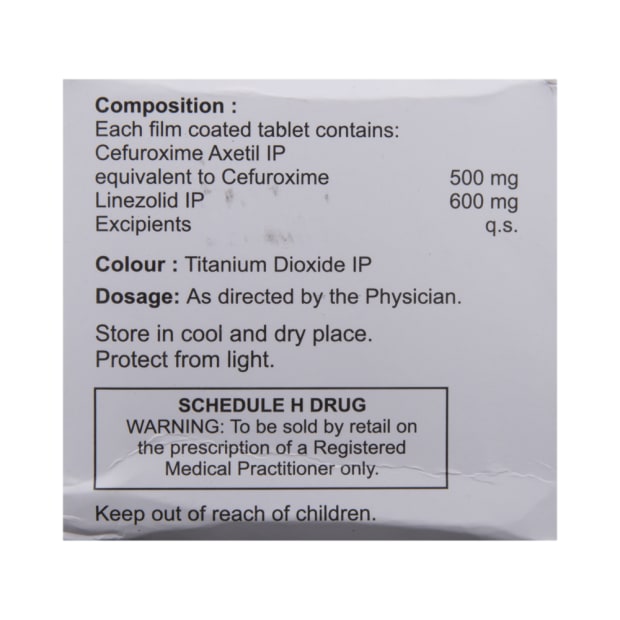 Composition :
Each film coated tablet contains:
Cefuroxime Axetil IP
equivalent to Cefuroxime 500 mg
Linezolid IP 600 mg
Excipients q.s.
Colour : Titanium Dioxide IP
Dosage: As directed by the Physician.
Store in cool and dry place.
Protect from light.
SCHEDULE H DRUG
WARNING: To be sold by retail on
the prescription of a Registered
Medical Practitioner only.
Keep out of reach of children.